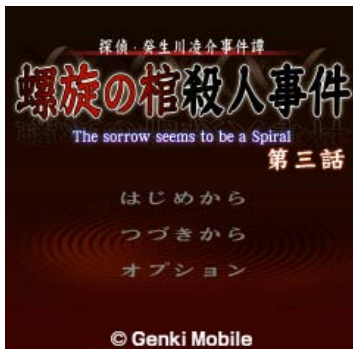 探偵・癸生川凌介事件譚
螺旋の棺殺人事件
The sorrow seems to be a Spiral
第三話
はじめから
つづきから
オプション
© Genki Mobile